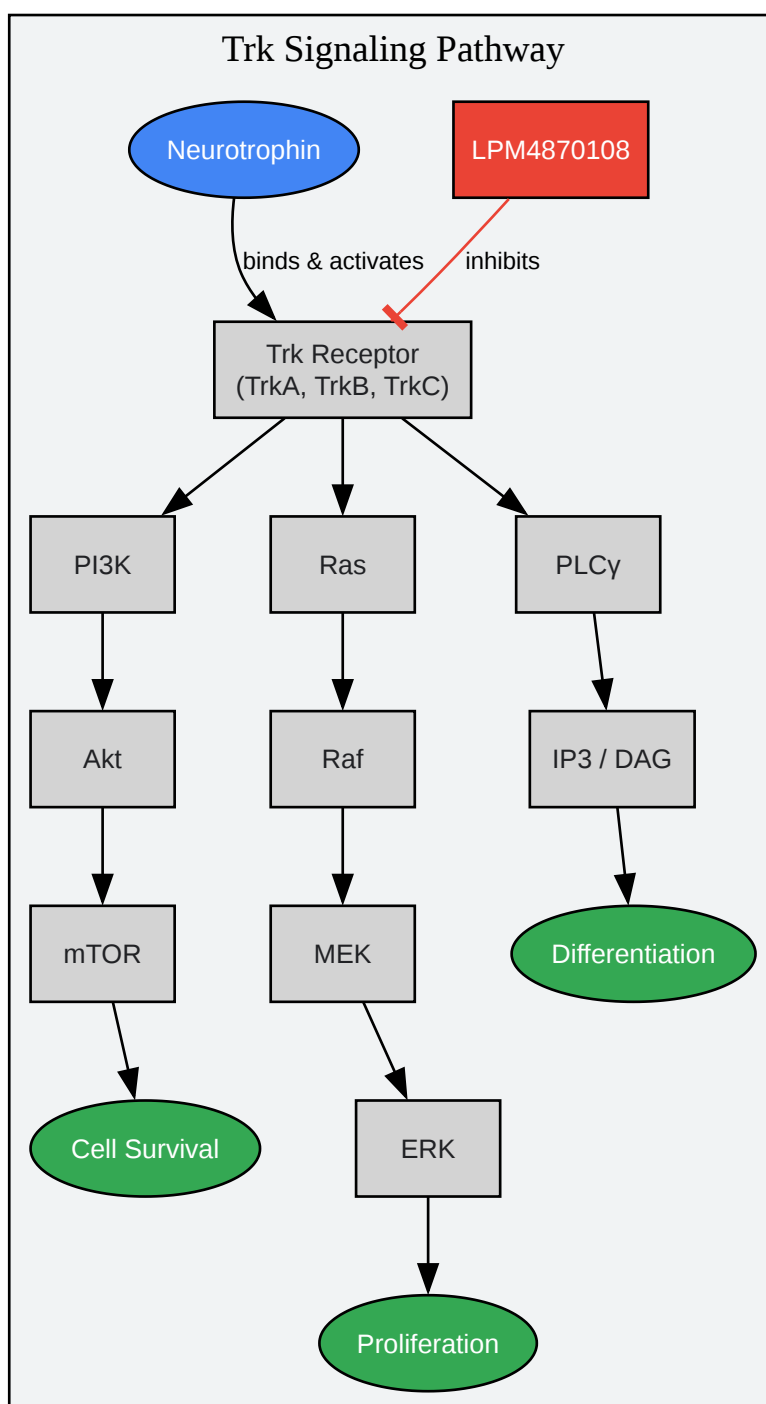 Trk Signaling Pathway
Neurotrophin
LPM4870108
binds & activates
inhibits
Trk Receptor
(TrkA, TrkB, TrkC)
PI3K
Ras
PLCγ
Akt
Raf
IP3 / DAG
mTOR
MEK
Differentiation
Cell Survival
ERK
Proliferation